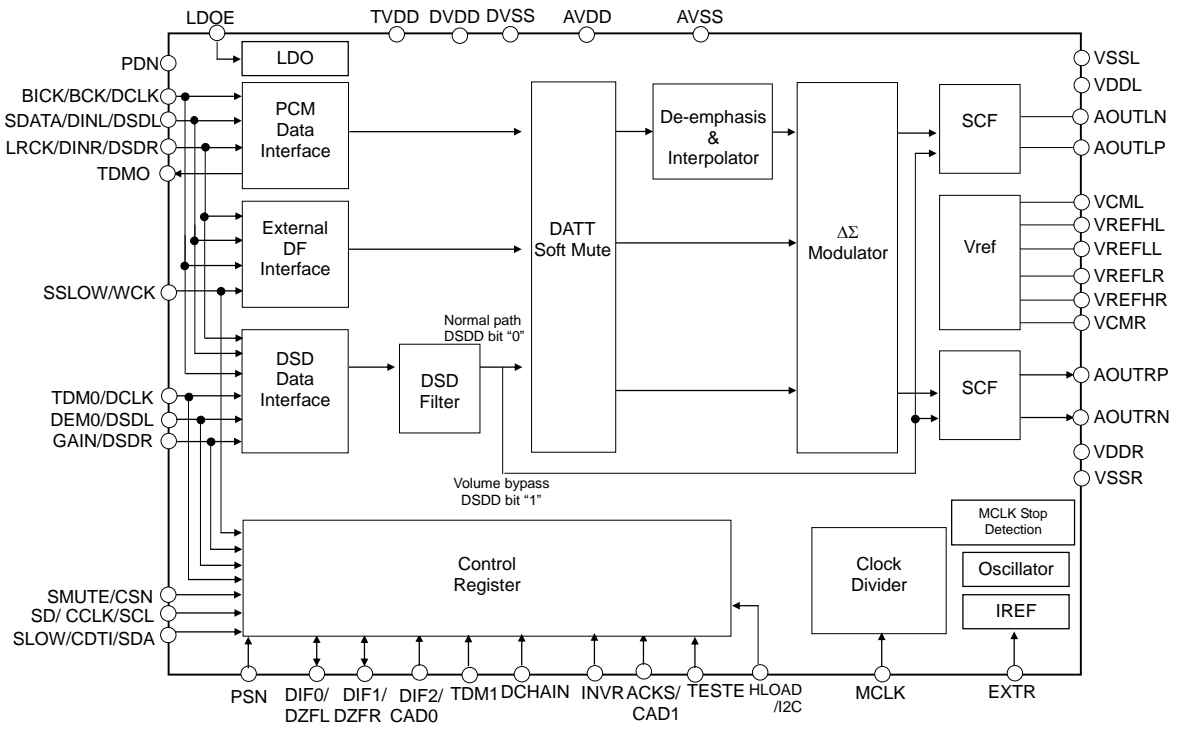 LDOE
TVDD
DVDD
DVSS
AVDD
AVSS
PDN
BICK/BCK/DCLK
SDATA/DINL/DSDL
LRCK/DINR/DSDR
TDMO
SSLOW/WCK
TDM0/DCLK
DEM0/DSDL
GAIN/DSDR
SMUTE/CSN
SD/ CCLK/SCL
SLOW/CDTI/SDA
LDO
PCM
Data
Interface
External
DF
Interface
DSD
Data
Interface
DSD
Filter
Normal path
DSDD bit “0”
Volume bypass
DSDD bit “1”
DATT
Soft Mute
De-emphasis
&
Interpolator
ΔΣ
Modulator
SCF
Vref
SCF
VSSL
VDDL
AOUTLN
AOUTLP
VCML
VREFHL
VREFLL
VREFLR
VREFHR
VCMR
AOUTRP
AOUTRN
VDDR
VSSR
Control
Register
Clock
Divider
MCLK Stop
Detection
Oscillator
IREF
PSN
DIF0/
DZFL
DIF1/
DZFR
DIF2/
CAD0
TDM1
DCHAIN
INVR
ACKS/
CAD1
TESTE
HLOAD
/I2C
MCLK
EXTR